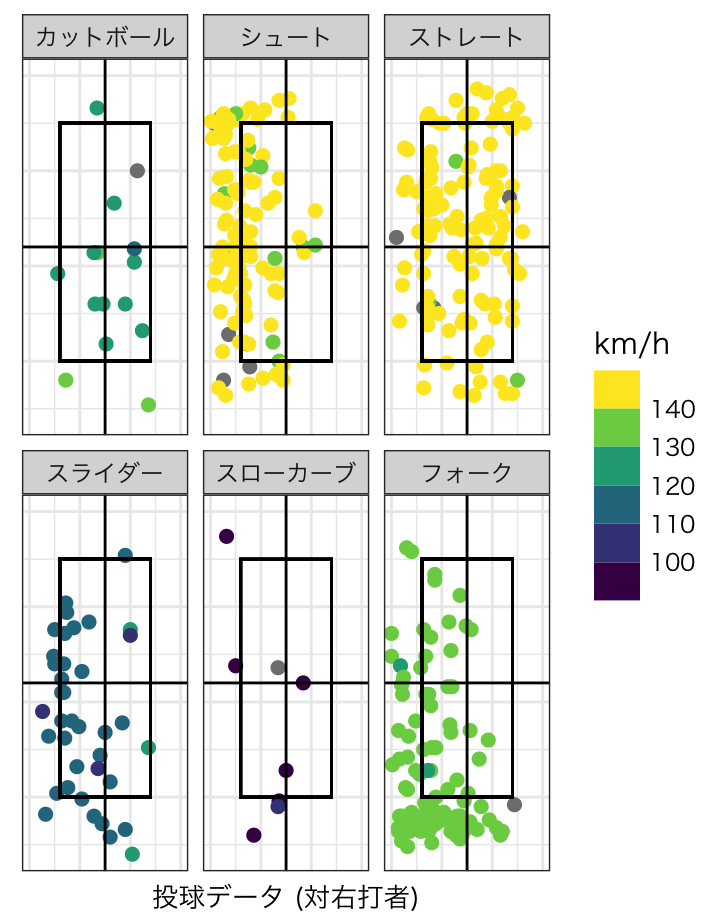 カットボール
シュート
ストレート
スライダー
スローカーブ
フォーク
km/h
140
130
120
110
100
投球データ (対右打者)